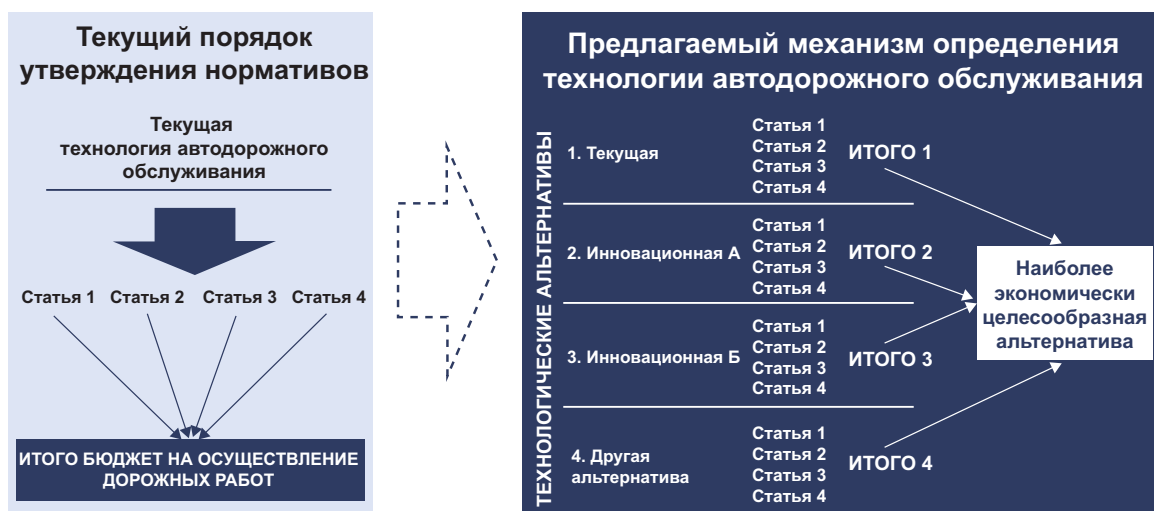 Текущий порядок
утверждения нормативов
Текущая
технология автодорожного
обслуживания
Статья 1 Статья 2 Статья 3 Статья 4
ИТОГО БЮДЖЕТ НА ОСУЩЕСТВЛЕНИЕ
ДОРОЖНЫХ РАБОТ
Предлагаемый механизм определения
технологии автодорожного обслуживания
ТЕХНОЛОГИЧЕСКИЕ АЛЬТЕРНАТИВЫ
1. Текущая
Статья 1
Статья 2
Статья 3
Статья 4
ИТОГО 1
2. Инновационная А
Статья 1
Статья 2
Статья 3
Статья 4
ИТОГО 2
3. Инновационная Б
Статья 1
Статья 2
Статья 3
Статья 4
ИТОГО 3
4. Другая
альтернатива
Статья 1
Статья 2
Статья 3
Статья 4
ИТОГО 4
Наиболее
экономически
целесообразная
альтернатива